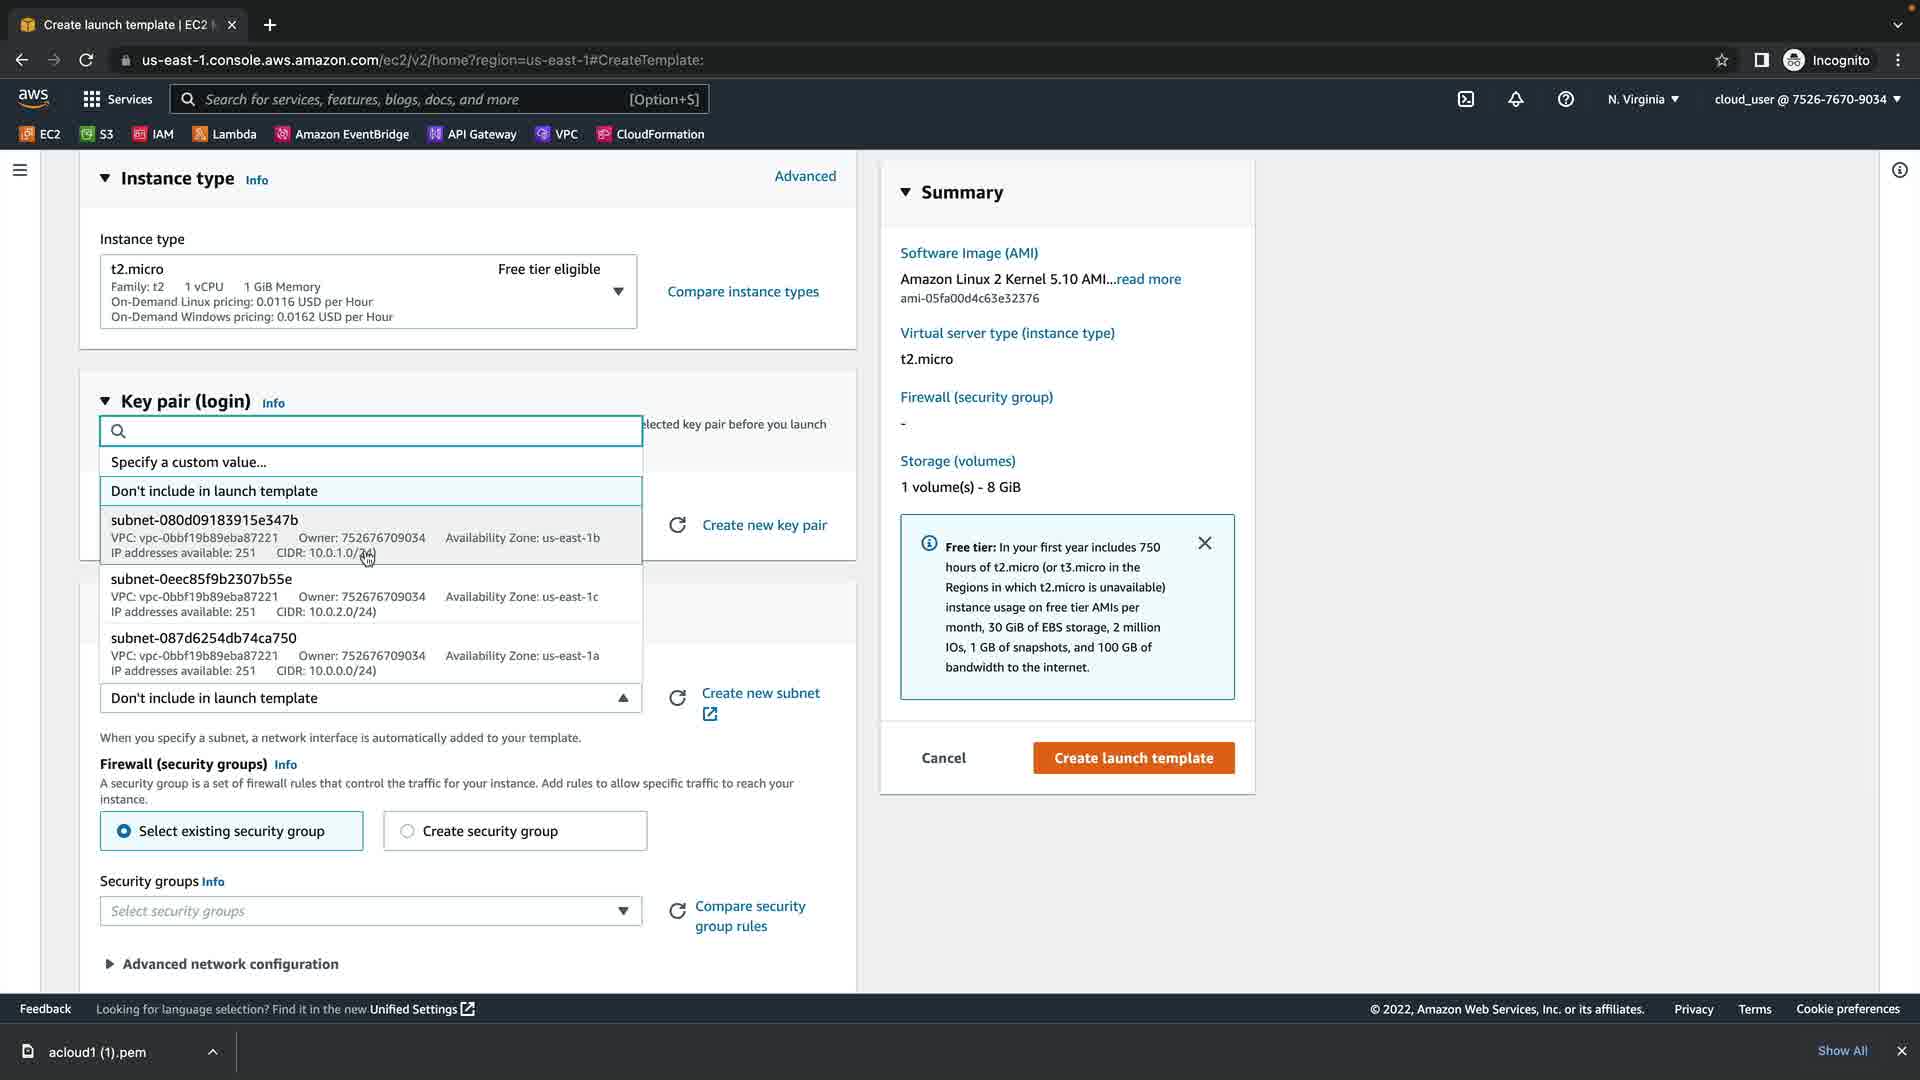 Create launch template | EC2
us-east-1.console.aws.amazon.com/ec2/v2/home?region=us-east-1#CreateTemplate:
Incognito
aws
Services
Search for services, features, blogs, docs, and more
[Option+S]
N. Virginia
cloud_user @ 7526-7670-9034
EC2
S3
IAM
Lambda
Amazon EventBridge
API Gateway
VPC
CloudFormation
Instance type Info
Advanced
Instance type
t2.micro
Free tier eligible
Family: t2 1 vCPU 1 GiB Memory
On-Demand Linux pricing: 0.0116 USD per Hour
On-Demand Windows pricing: 0.0162 USD per Hour
Compare instance types
Key pair (login) Info
elected key pair before you launch
Specify a custom value...
Don't include in launch template
subnet-080d09183915e347b
VPC: vpc-0bbf19b89eba87221 Owner: 752676709034 Availability Zone: us-east-1b
IP addresses available: 251 CIDR: 10.0.1.0/24)
Create new key pair
subnet-0eec85f9b2307b55e
VPC: vpc-0bbf19b89eba87221 Owner: 752676709034 Availability Zone: us-east-1c
IP addresses available: 251 CIDR: 10.0.2.0/24)
subnet-087d6254db74ca750
VPC: vpc-0bbf19b89eba87221 Owner: 752676709034 Availability Zone: us-east-1a
IP addresses available: 251 CIDR: 10.0.0.0/24)
Don't include in launch template
Create new subnet
When you specify a subnet, a network interface is automatically added to your template.
Firewall (security groups) Info
A security group is a set of firewall rules that control the traffic for your instance. Add rules to allow specific traffic to reach your
instance.
Select existing security group
Create security group
Security groups Info
Select security groups
Compare security
group rules
Advanced network configuration
Summary
Software Image (AMI)
Amazon Linux 2 Kernel 5.10 AMI...read more
ami-05fa00d4c63e32376
Virtual server type (instance type)
t2.micro
Firewall (security group)
-
Storage (volumes)
1 volume(s) - 8 GiB
Free tier: In your first year includes 750
hours of t2.micro (or t3.micro in the
Regions in which t2.micro is unavailable)
instance usage on free tier AMIs per
month, 30 GiB of EBS storage, 2 million
IOs, 1 GB of snapshots, and 100 GB of
bandwidth to the internet.
Cancel
Create launch template
Feedback
Looking for language selection? Find it in the new Unified Settings
© 2022, Amazon Web Services, Inc. or its affiliates.
Privacy
Terms
Cookie preferences
acloud1 (1).pem
Show All